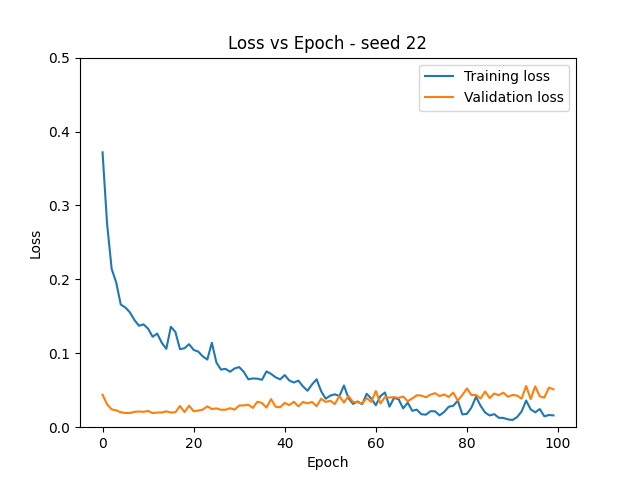 Loss vs Epoch - seed 22
Training loss
Validation loss
Loss
0.5
0.4
0.3
0.2
0.1
0.0
0 20 40 60 80 100
Epoch